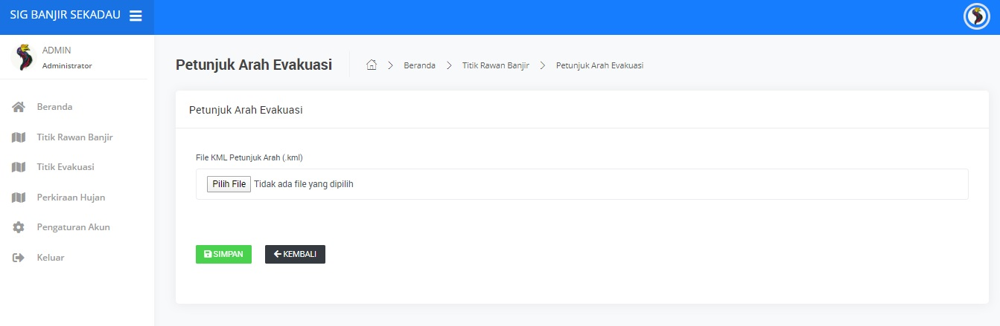 SIG BANJIR SEKADAU
ADMIN
Administrator
Beranda
Titik Rawan Banjir
Titik Evakuasi
Perkiraan Hujan
Pengaturan Akun
Keluar
Petunjuk Arah Evakuasi
Beranda > Titik Rawan Banjir > Petunjuk Arah Evakuasi
Petunjuk Arah Evakuasi
File KML Petunjuk Arah (.kml)
Pilih File Tidak ada file yang dipilih
SIMPAN KEMBALI